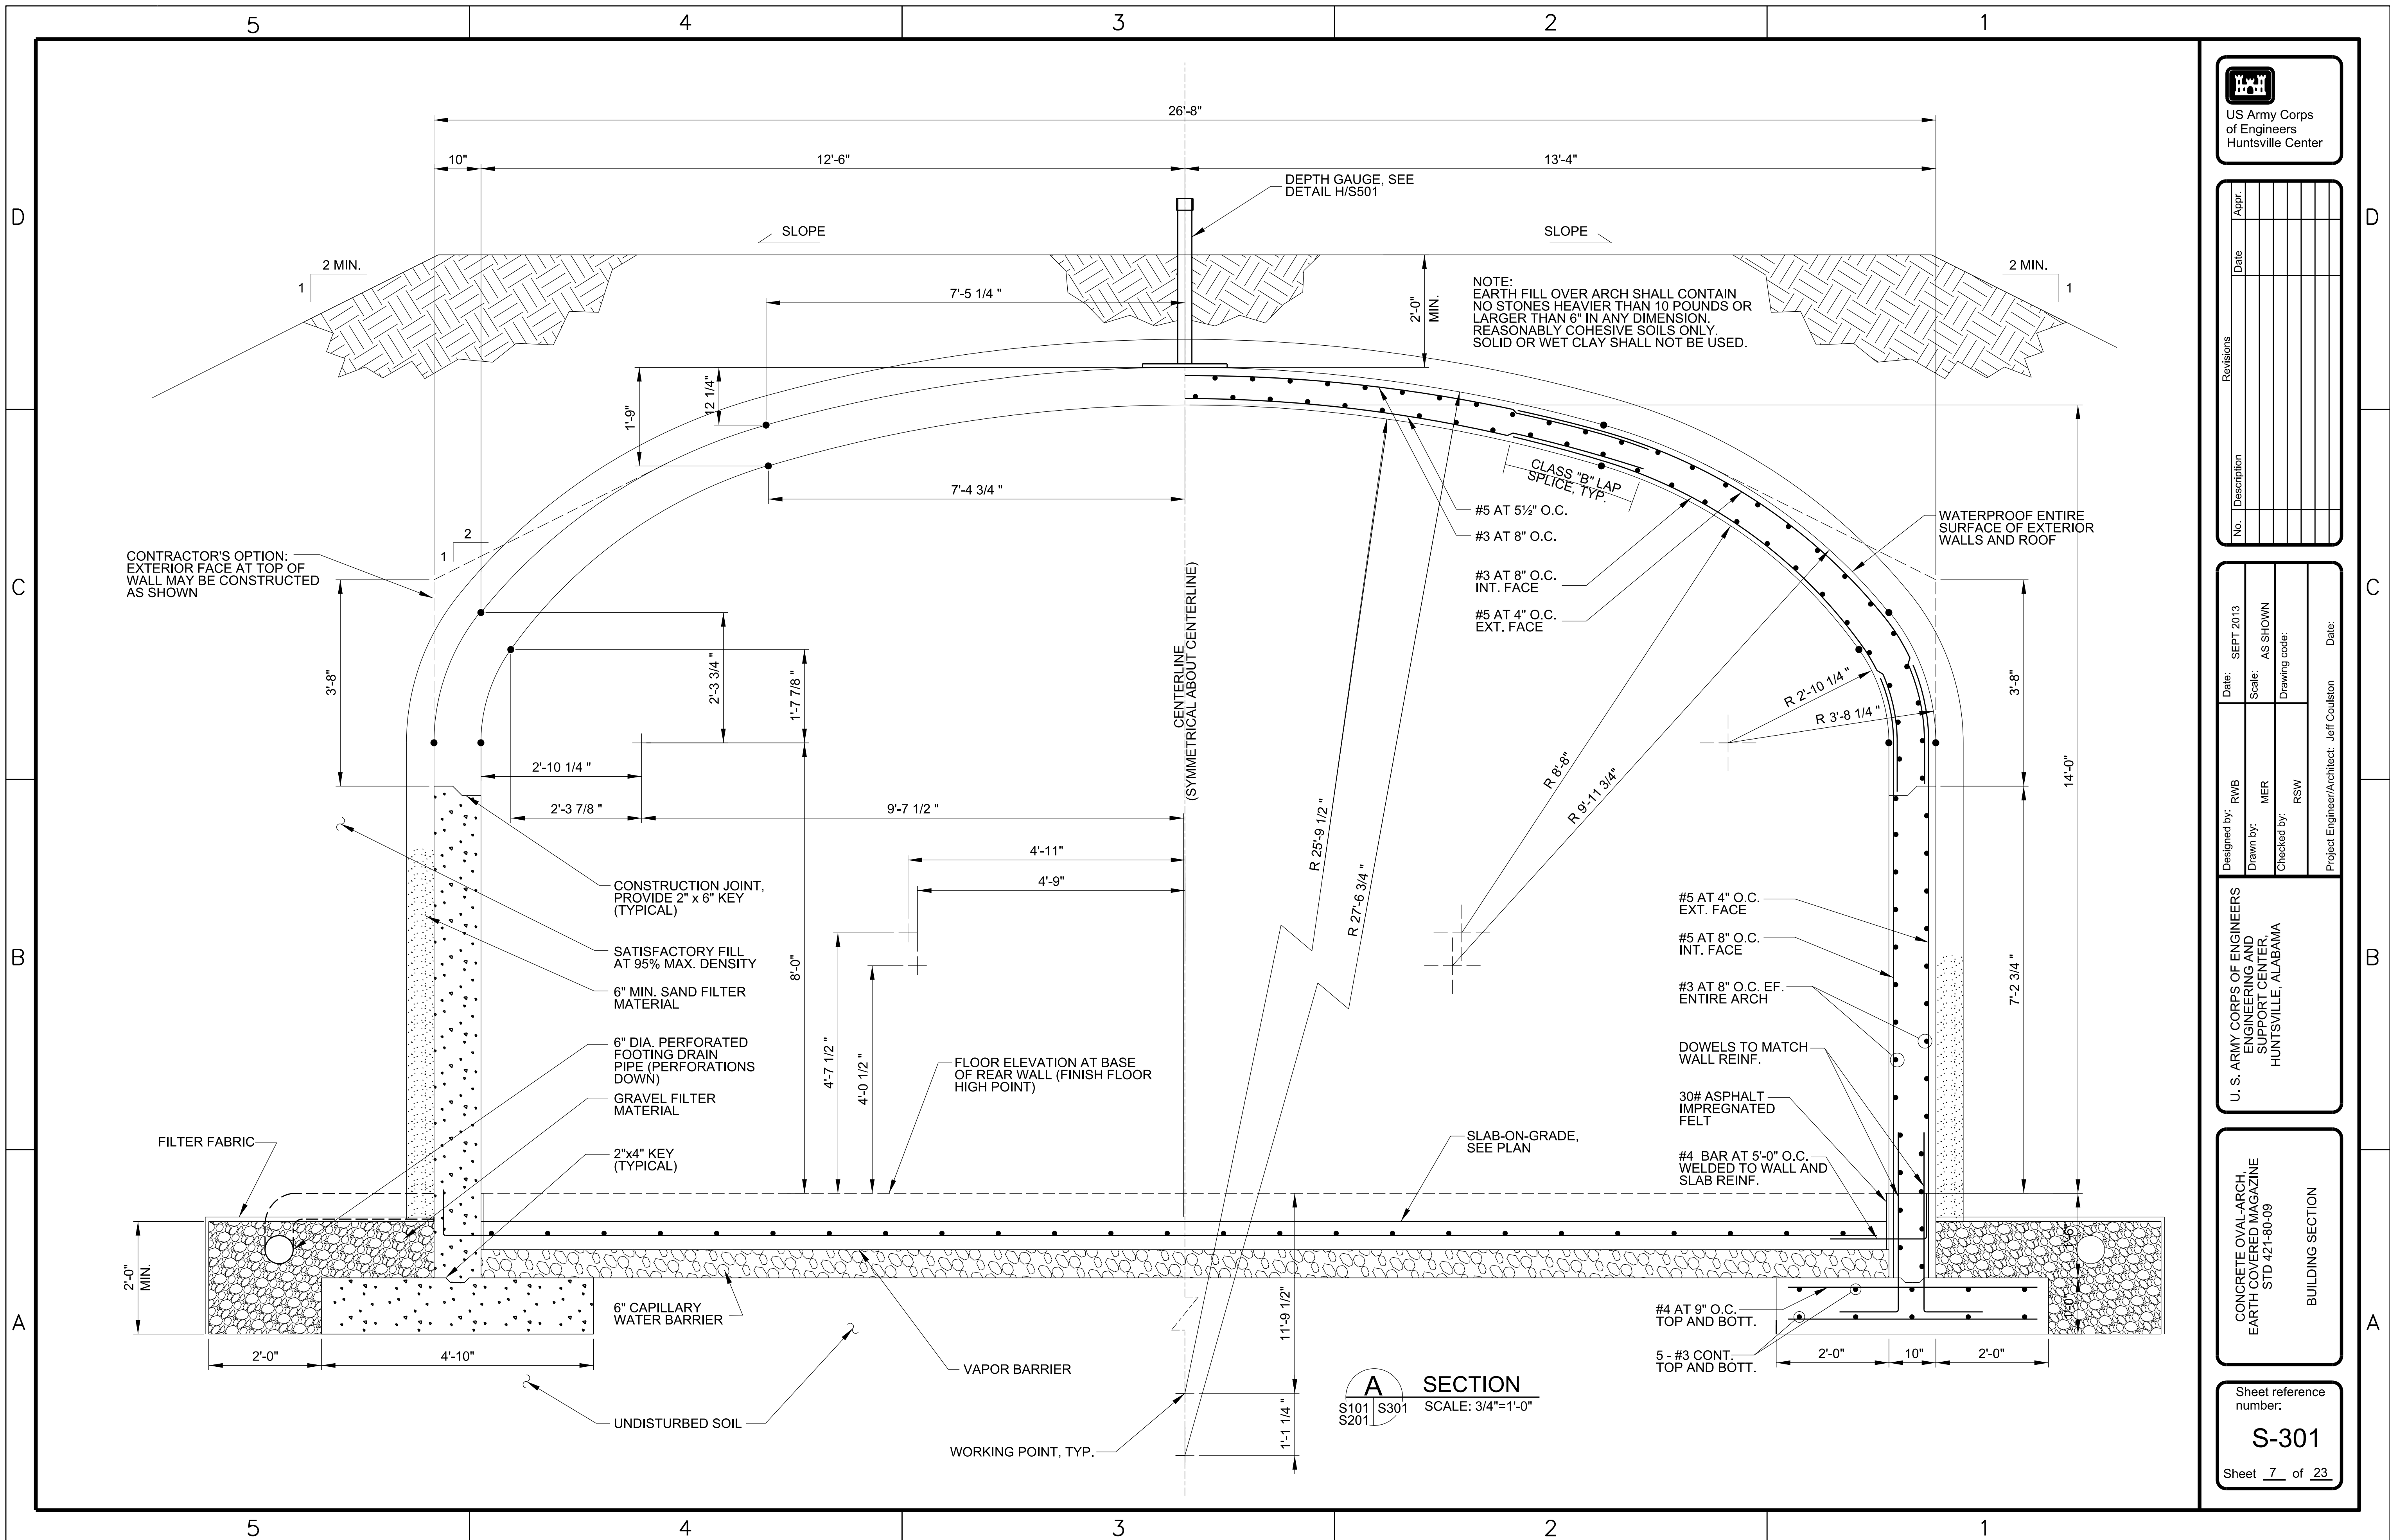 5
4
3
2
1
D
C
B
A
26'-8"
10"
12'-6"
13'-4"
DEPTH GAUGE, SEE
DETAIL H/S501
SLOPE
SLOPE
2 MIN.
1
2 MIN.
1
7'-5 1/4 "
2'-0"
MIN.
NOTE:
EARTH FILL OVER ARCH SHALL CONTAIN
NO STONES HEAVIER THAN 10 POUNDS OR
LARGER THAN 6" IN ANY DIMENSION.
REASONABLY COHESIVE SOILS ONLY.
SOLID OR WET CLAY SHALL NOT BE USED.
1'-9"
12 1/4"
7'-4 3/4 "
CLASS "B" LAP
SPLICE, TYP.
#5 AT 5½" O.C.
#3 AT 8" O.C.
#3 AT 8" O.C.
INT. FACE
#5 AT 4" O.C.
EXT. FACE
WATERPROOF ENTIRE
SURFACE OF EXTERIOR
WALLS AND ROOF
CONTRACTOR'S OPTION:
EXTERIOR FACE AT TOP OF
WALL MAY BE CONSTRUCTED
AS SHOWN
1
2
3'-8"
2'-3 3/4 "
1'-7 7/8 "
CENTERLINE
(SYMMETRICAL ABOUT CENTERLINE)
R 2'-10 1/4 "
R 3'-8 1/4 "
3'-8"
14'-0"
R 8'-8"
R 9'-11 3/4"
R 25'-9 1/2 "
R 27'-6 3/4 "
2'-10 1/4 "
2'-3 7/8 "
9'-7 1/2 "
4'-11"
4'-9"
CONSTRUCTION JOINT,
PROVIDE 2" x 6" KEY
(TYPICAL)
SATISFACTORY FILL
AT 95% MAX. DENSITY
6" MIN. SAND FILTER
MATERIAL
6" DIA. PERFORATED
FOOTING DRAIN
PIPE (PERFORATIONS
DOWN)
GRAVEL FILTER
MATERIAL
FILTER FABRIC
2"x4" KEY
(TYPICAL)
8'-0"
4'-7 1/2 "
4'-0 1/2 "
FLOOR ELEVATION AT BASE
OF REAR WALL (FINISH FLOOR
HIGH POINT)
SLAB-ON-GRADE,
SEE PLAN
#5 AT 4" O.C.
EXT. FACE
#5 AT 8" O.C.
INT. FACE
#3 AT 8" O.C. EF.
ENTIRE ARCH
DOWELS TO MATCH
WALL REINF.
30# ASPHALT
IMPREGNATED
FELT
#4 BAR AT 5'-0" O.C.
WELDED TO WALL AND
SLAB REINF.
7'-2 3/4 "
1'-6"
1'-0"
2'-0"
MIN.
2'-0"
4'-10"
6" CAPILLARY
WATER BARRIER
VAPOR BARRIER
UNDISTURBED SOIL
WORKING POINT, TYP.
11'-9 1/2"
1'-1 1/4 "
#4 AT 9" O.C.
TOP AND BOTT.
5 - #3 CONT.
TOP AND BOTT.
2'-0"
10"
2'-0"
A
S101
S201
S301
SECTION
SCALE: 3/4"=1'-0"
US Army Corps
of Engineers
Huntsville Center
Revisions
No.
Description
Date
Appr.
Designed by: RWB
Date: SEPT 2013
Drawn by: MER
Scale: AS SHOWN
Checked by: RSW
Drawing code:
Project Engineer/Architect: Jeff Coulston
Date:
U. S. ARMY CORPS OF ENGINEERS
ENGINEERING AND
SUPPORT CENTER,
HUNTSVILLE, ALABAMA
CONCRETE OVAL-ARCH,
EARTH COVERED MAGAZINE
STD 421-80-09
BUILDING SECTION
Sheet reference
number:
S-301
Sheet 7 of 23
D
C
B
A
5
4
3
2
1